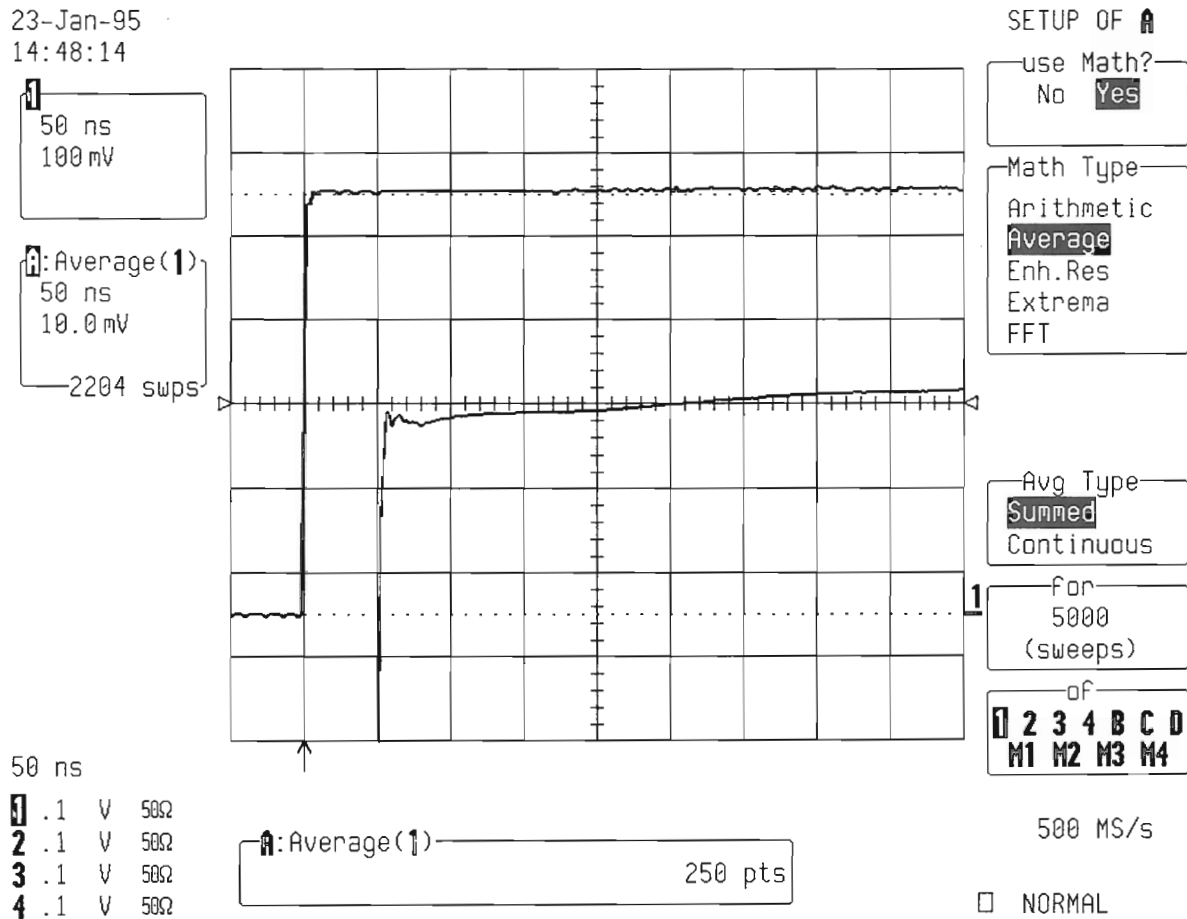 23-Jan-95
14:48:14
1
50 ns
100 mV
A:Average(1)
50 ns
10.0 mV
2204 swps
1
50 ns
1 .1 V 50Ω
2 .1 V 50Ω
3 .1 V 50Ω
4 .1 V 50Ω
A:Average(1)
250 pts
SETUP OF A
use Math?
No Yes
Math Type
Arithmetic
Average
Enh.Res
Extrema
FFT
Avg Type
Summed
Continuous
for
5000
(sweeps)
of
1 2 3 4 B C D
M1 M2 M3 M4
500 MS/s
NORMAL